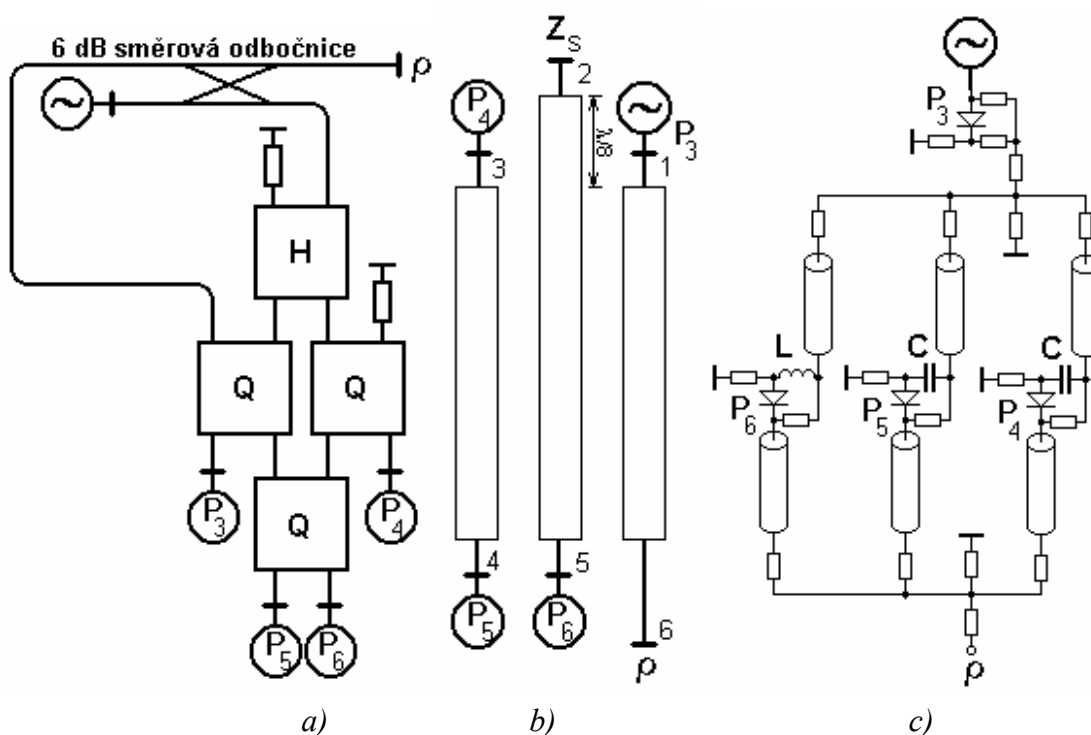 6 dB směrová odbočnice
ρ
H
Q
Q
Q
P3
P4
P5
P6
ZS
2
P4
3
λ/8
P3
1
4
P5
5
P6
6
ρ
P3
L
C
C
P6
P5
P4
ρ
a)
b)
c)